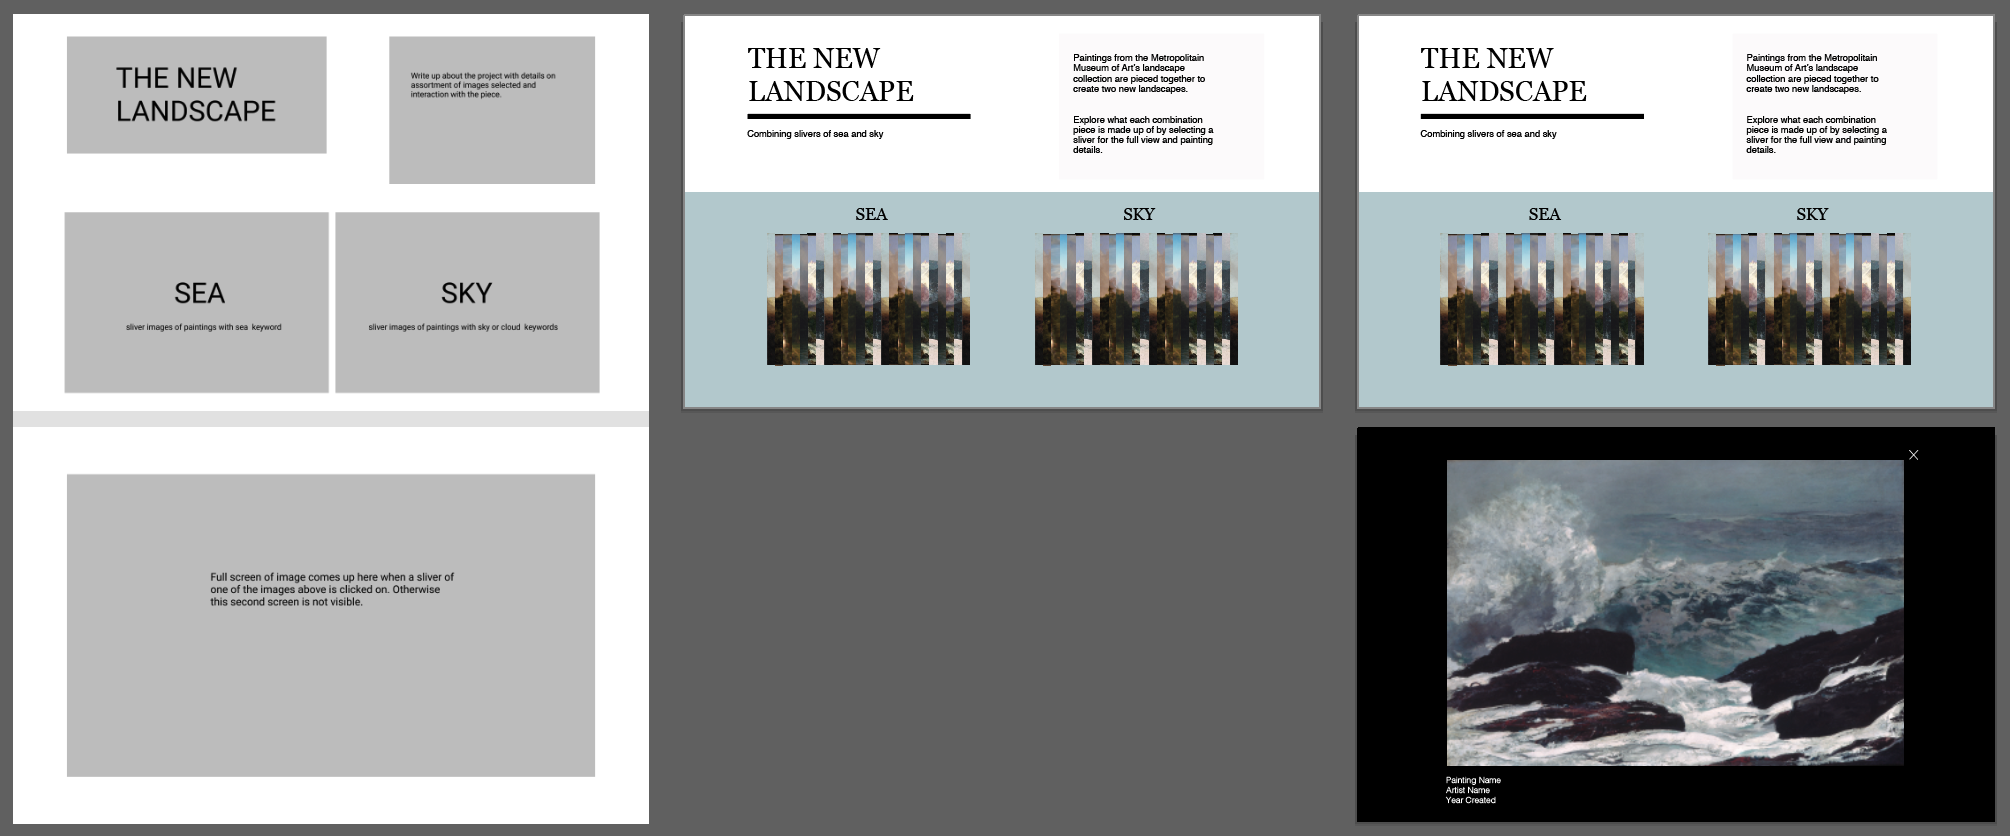 THE NEW
LANDSCAPE
Write up about the project with details on
assortment of images selected and
interaction with the piece.
SEA
sliver images of paintings with sea keyword
SKY
sliver images of paintings with sky or cloud keywords
Full screen of image comes up here when a sliver of
one of the images above is clicked on. Otherwise
this second screen is not visible.
THE NEW
LANDSCAPE
Combining slivers of sea and sky
Paintings from the Metropolitain
Museum of Art's landscape
collection are pieced together to
create two new landscapes.
Explore what each combination
piece is made up of by selecting a
sliver for the full view and painting
details.
SEA
SKY
THE NEW
LANDSCAPE
Combining slivers of sea and sky
Paintings from the Metropolitain
Museum of Art's landscape
collection are pieced together to
create two new landscapes.
Explore what each combination
piece is made up of by selecting a
sliver for the full view and painting
details.
SEA
SKY
Painting Name
Artist Name
Year Created